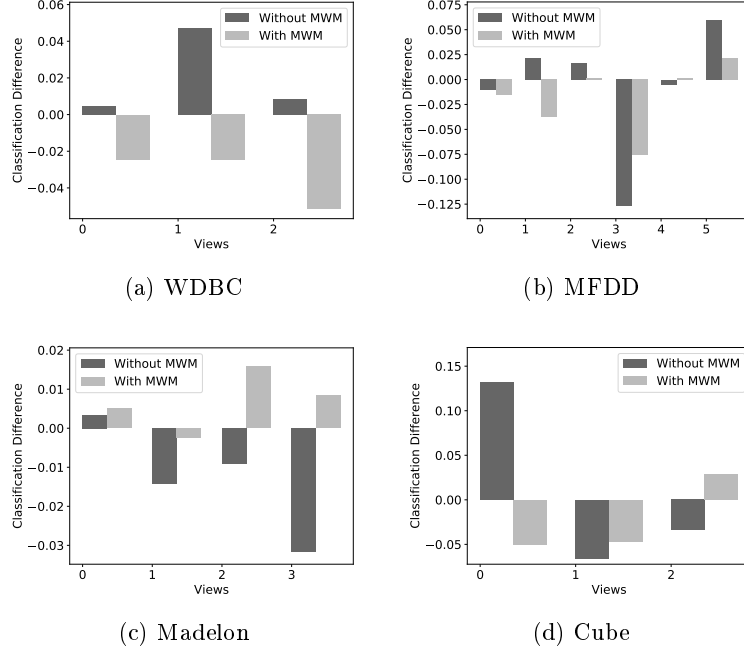 0.06
0.04
0.02
0.00
−0.02
−0.04
Classification Difference
Without MWM
With MWM
0 1 2
Views
(a) WDBC
0.075
0.050
0.025
0.000
−0.025
−0.050
−0.075
−0.100
−0.125
Classification Difference
Without MWM
With MWM
0 1 2 3 4 5
Views
(b) MFDD
0.02
0.01
0.00
−0.01
−0.02
−0.03
Classification Difference
Without MWM
With MWM
0 1 2 3
Views
(c) Madelon
0.15
0.10
0.05
0.00
−0.05
Classification Difference
Without MWM
With MWM
0 1 2
Views
(d) Cube